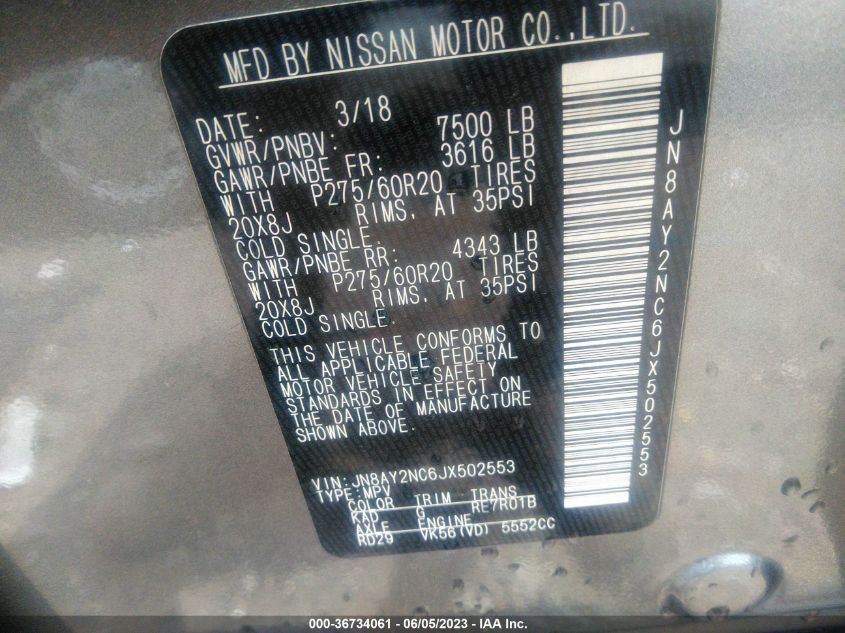 MFD BY NISSAN MOTOR CO.,LTD.
DATE: 3/18
GVWR/PNBV: 7500 LB
GAWR/PNBE FR: 3616 LB
WITH P275/60R20 TIRES
20X8J RIMS, AT 35PSI
COLD SINGLE.
GAWR/PNBE RR: 4343 LB
WITH P275/60R20 TIRES
20X8J RIMS, AT 35PSI
COLD SINGLE.
THIS VEHICLE CONFORMS TO
ALL APPLICABLE FEDERAL
MOTOR VEHICLE SAFETY
STANDARDS IN EFFECT ON
THE DATE OF MANUFACTURE
SHOWN ABOVE.
VIN:JN8AY2NC6JX502553
TYPE:MPV
COLOR TRIM TRANS
KAD G RE7R01B
AXLE ENGINE
RD29 VK56(VD) 5552CC
JN8AY2NC6JX502553
000-36734061 - 06/05/2023 - IAA Inc.